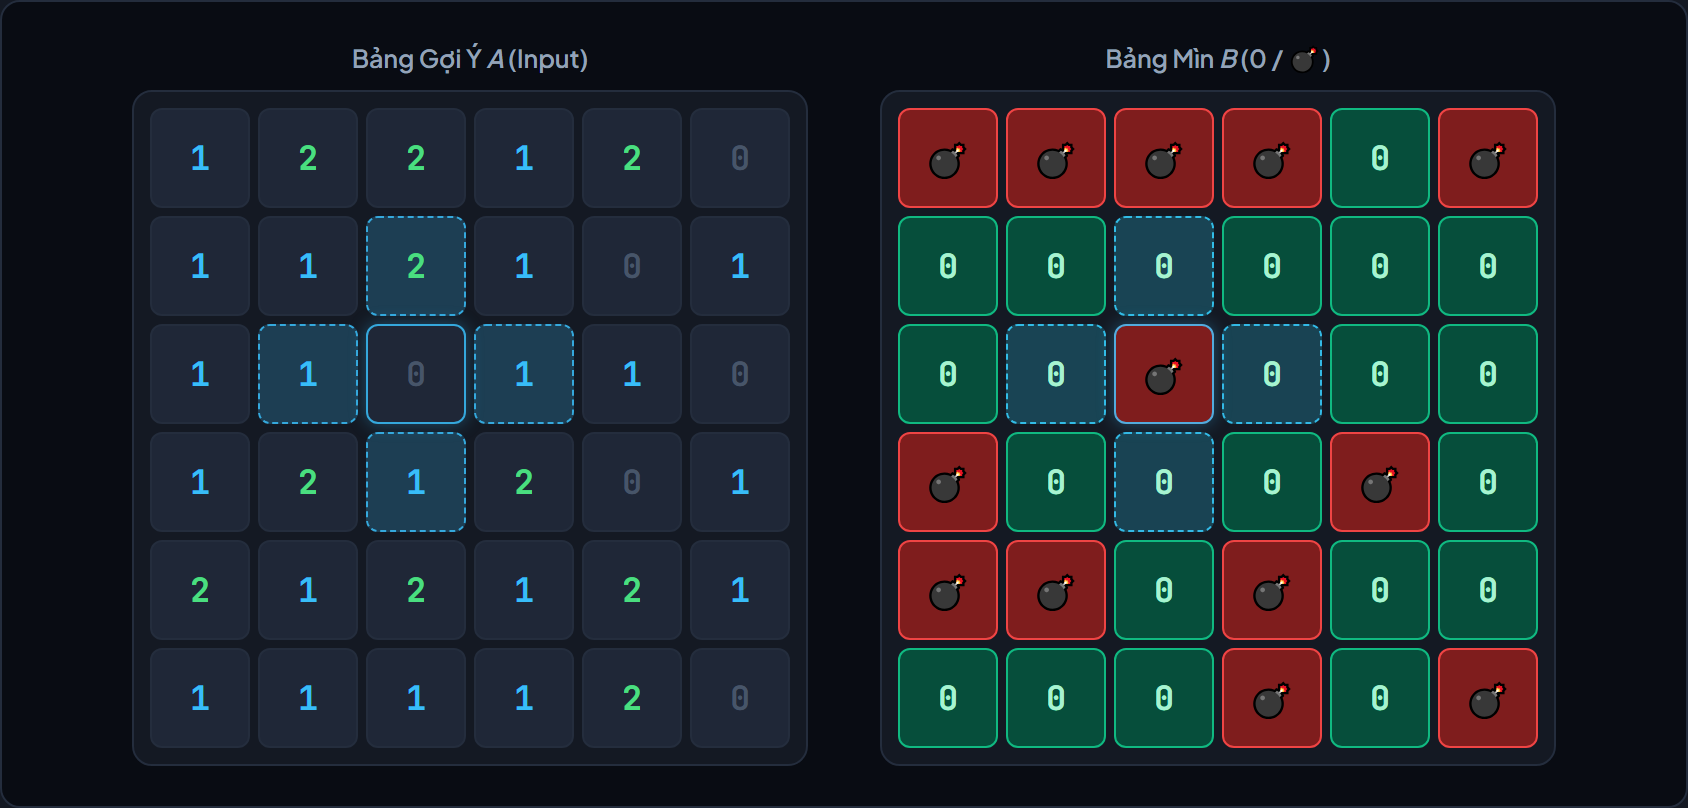 Bảng Gợi Ý A (Input)
Bảng Mìn B (0 / 💣 )
1 2 2 1 2 0
1 1 2 1 0 1
1 1 0 1 1 0
1 2 1 2 0 1
2 1 2 1 2 1
1 1 1 1 2 0
💣 💣 💣 💣 0 💣
0 0 0 0 0 0
0 0 💣 0 0 0
💣 0 0 0 💣 0
💣 💣 0 💣 0 0
0 0 0 💣 0 💣